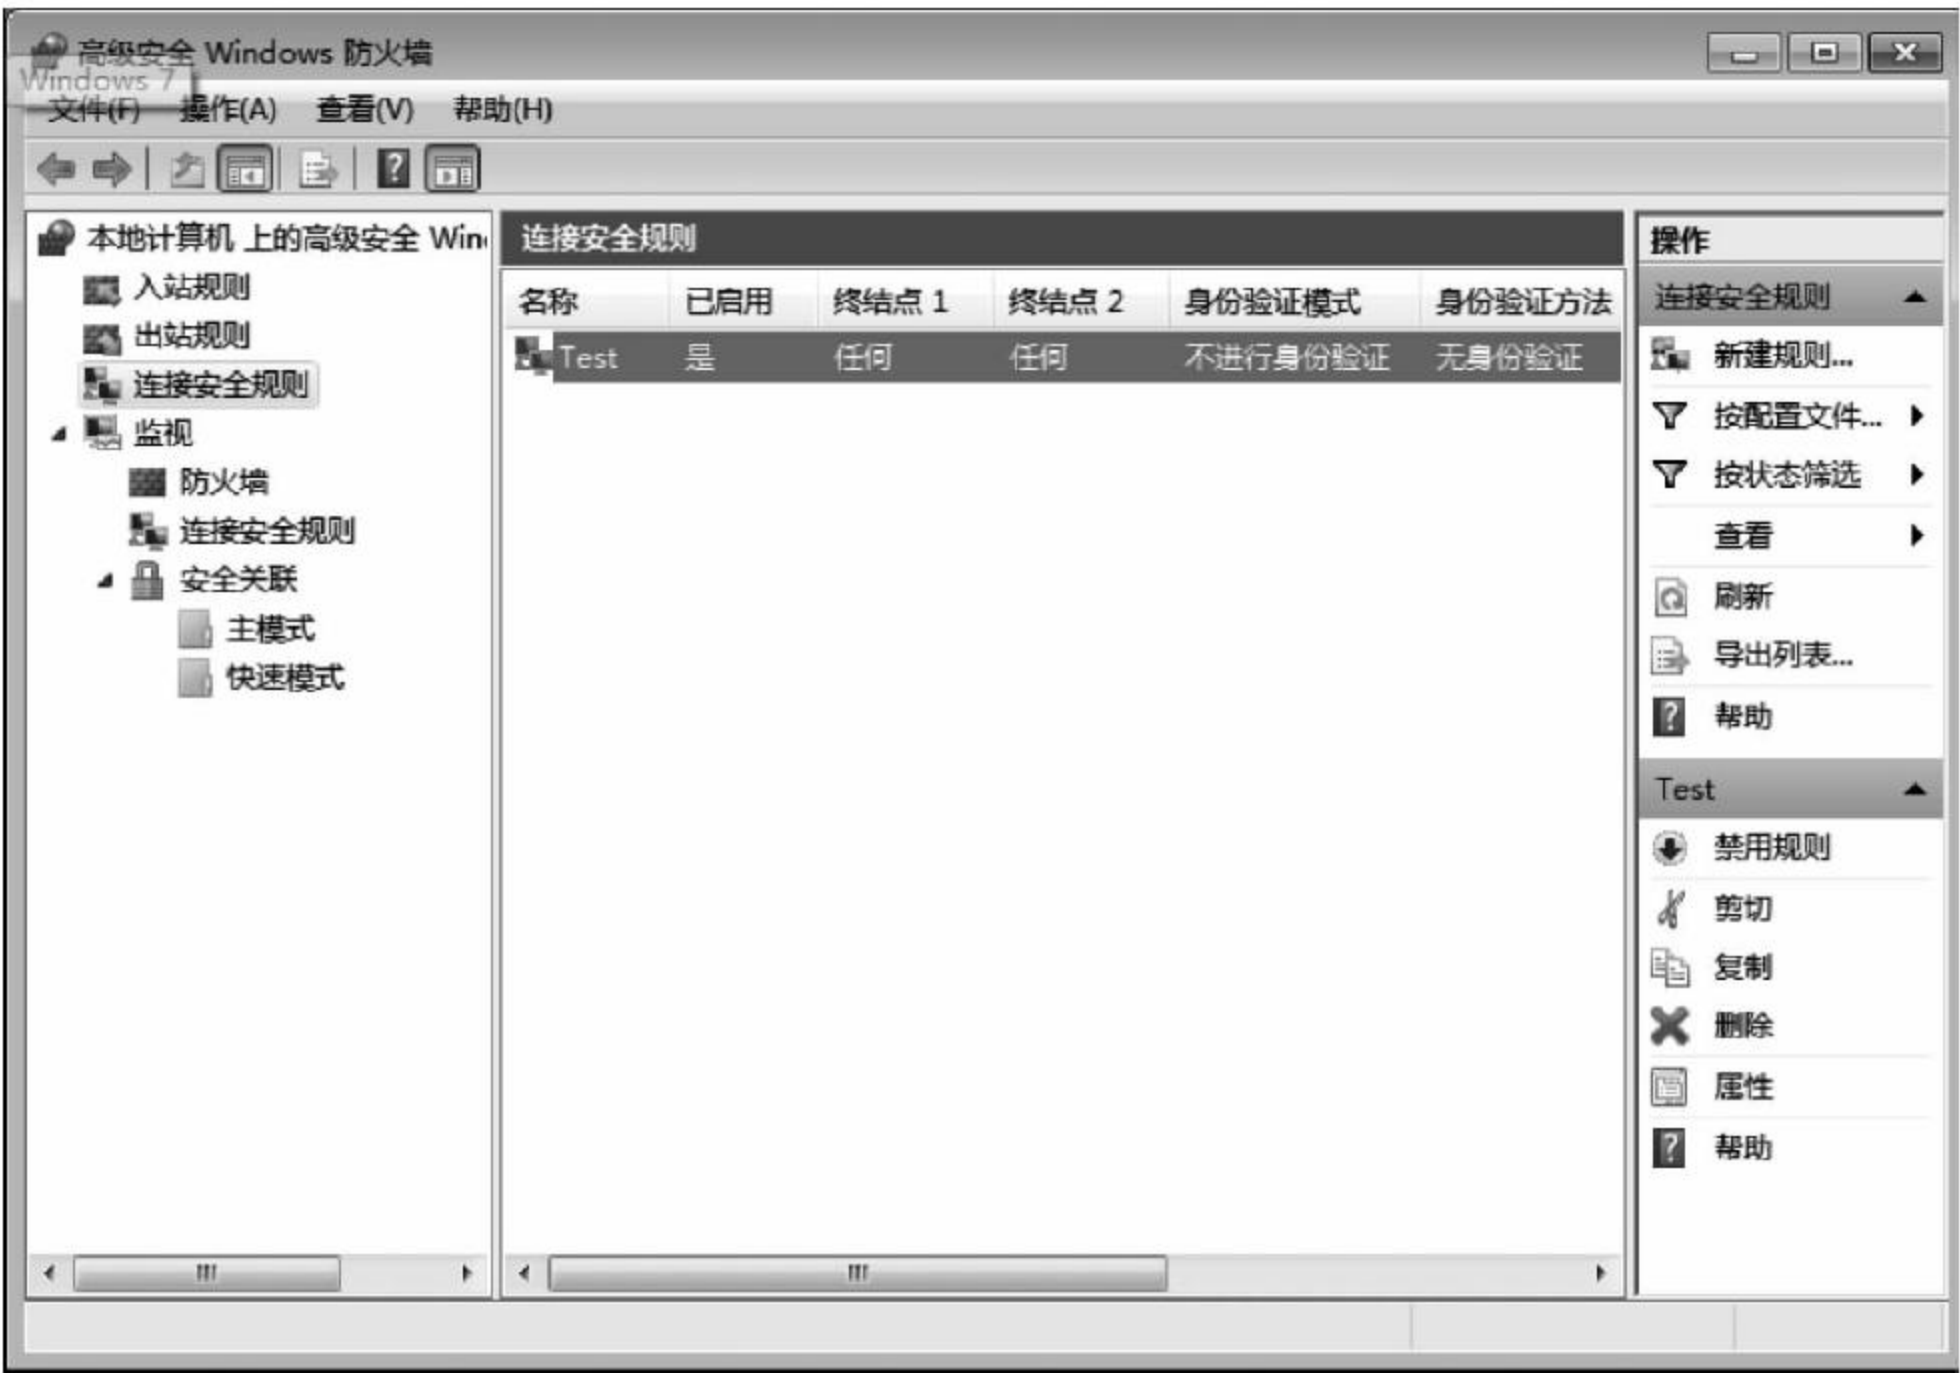 高级安全 Windows 防火墙
Windows 7
文件(F) 操作(A) 查看(V) 帮助(H)
本地计算机 上的高级安全 Win
入站规则
出站规则
连接安全规则
监视
防火墙
连接安全规则
安全关联
主模式
快速模式
连接安全规则
名称 已启用 终结点 1 终结点 2 身份验证模式 身份验证方法
Test 是 任何 任何 不进行身份验证 无身份验证
操作
连接安全规则
新建规则...
按配置文件...
按状态筛选
查看
刷新
导出列表...
帮助
Test
禁用规则
剪切
复制
删除
属性
帮助